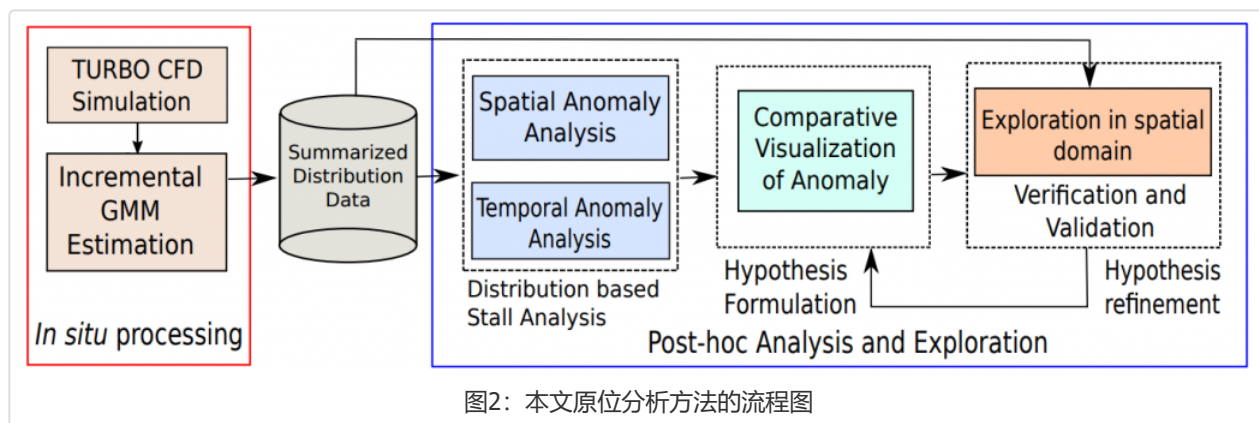 TURBO CFD
Simulation
Incremental
GMM
Estimation
In situ processing
Summarized
Distribution
Data
Spatial Anomaly
Analysis
Temporal Anomaly
Analysis
Distribution based
Stall Analysis
Comparative
Visualization
of Anomaly
Hypothesis
Formulation
Exploration in spatial
domain
Verification and
Validation
Hypothesis
refinement
Post-hoc Analysis and Exploration
图2：本文原位分析方法的流程图